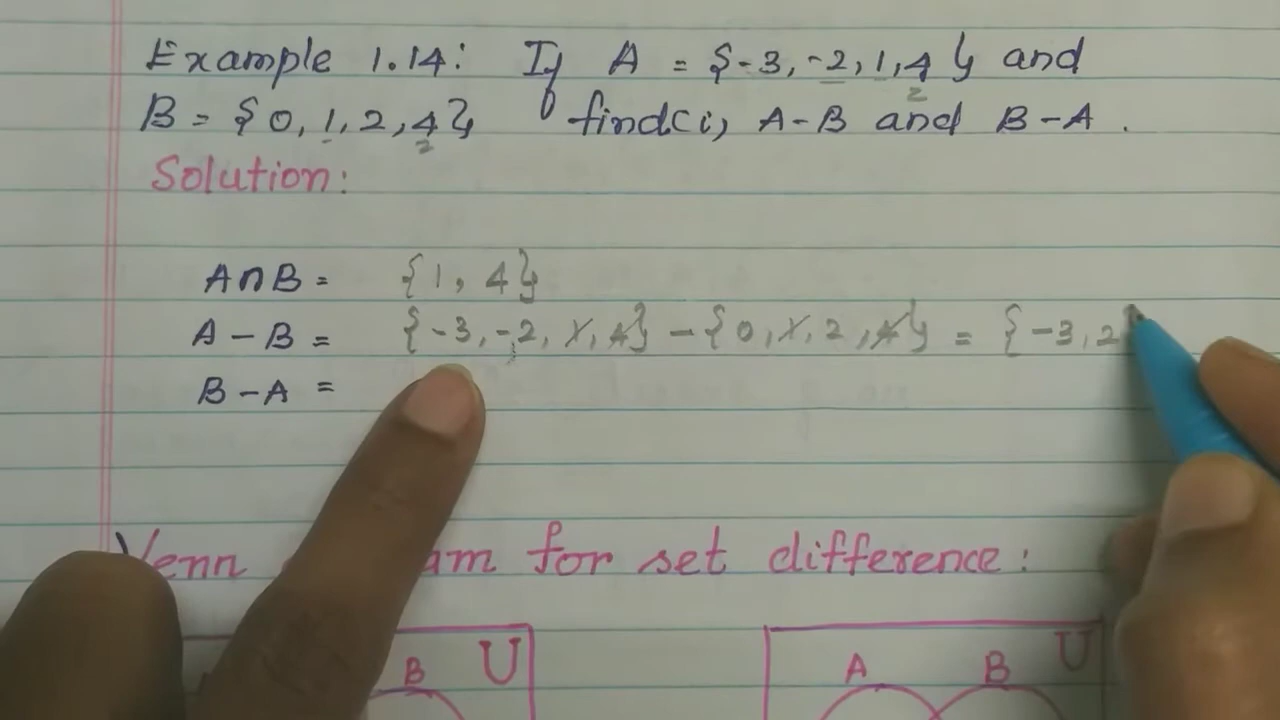 Example 1.14: If A = {-3, -2, 1, 4} and
B = {0, 1, 2, 4} find(i) A-B and B-A.
Solution:
A∩B = {1, 4}
A-B = {-3, -2, 1, 4} - {0, 1, 2, 4} = {-3, 2}
B-A =
Venn for set difference:
B U
A B U